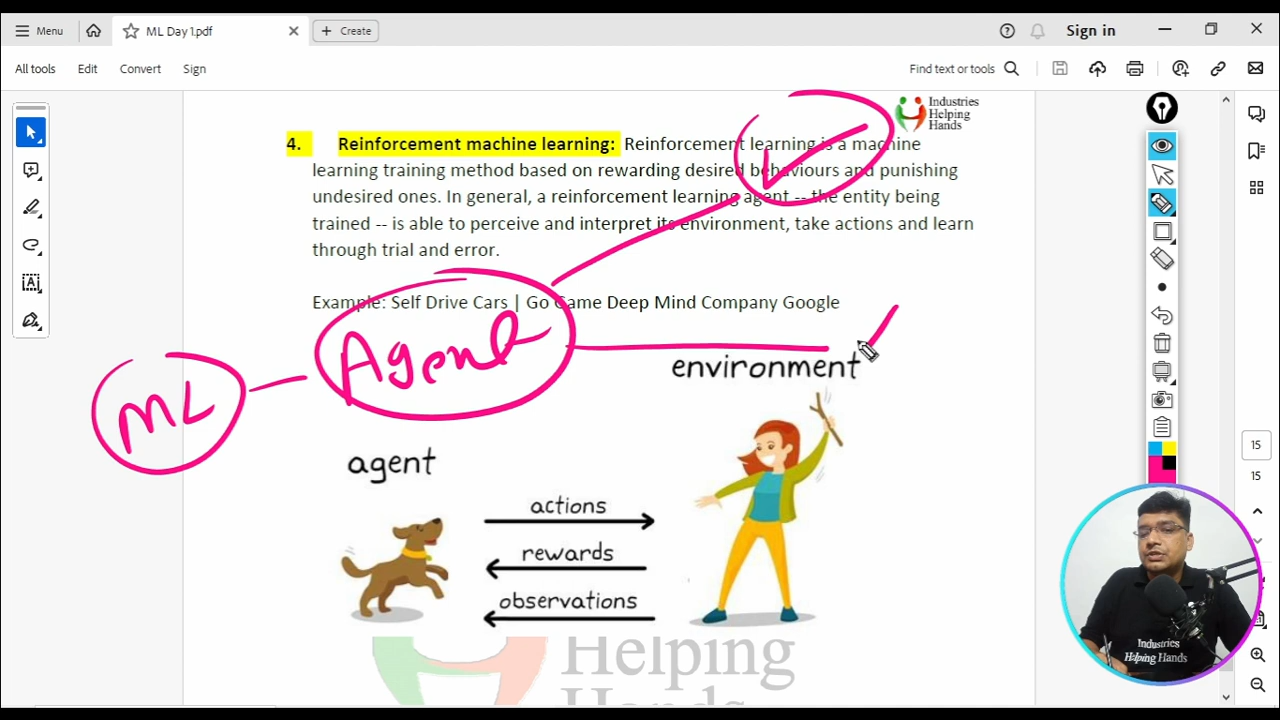 Menu
ML Day 1.pdf
Create
Sign in
All tools
Edit
Convert
Sign
Find text or tools
Industries
Helping
Hands
4. Reinforcement machine learning: Reinforcement learning is a machine
learning training method based on rewarding desired behaviours and punishing
undesired ones. In general, a reinforcement learning agent -- the entity being
trained -- is able to perceive and interpret its environment, take actions and learn
through trial and error.
Example: Self Drive Cars | Go Game Deep Mind Company Google
Agent
ML
environment
agent
actions
rewards
observations
Helping
Hands
15
15
Industries
Helping Hands